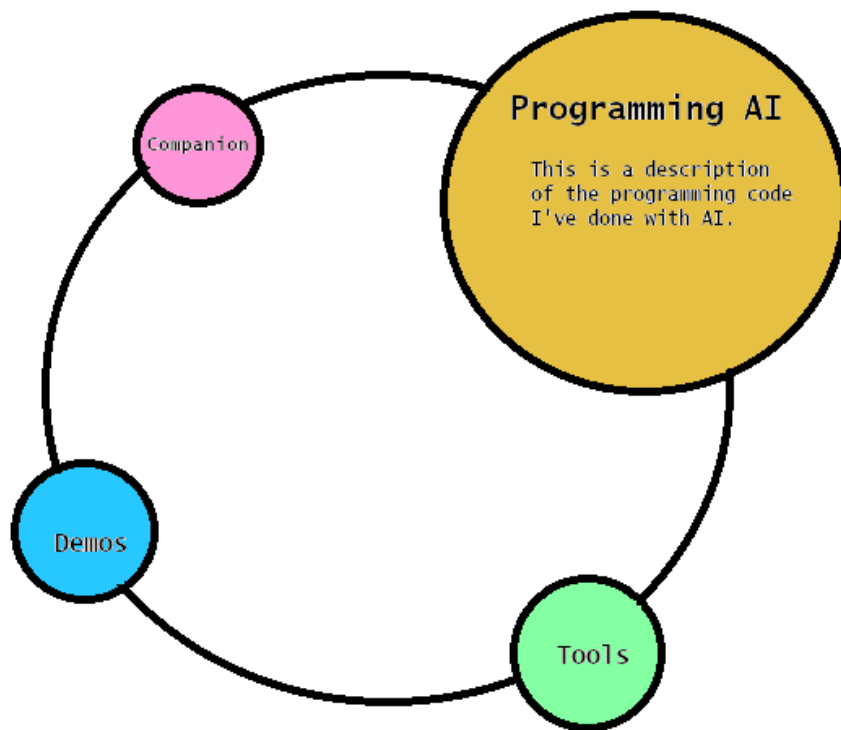 Programming AI
This is a description
of the programming code
I've done with AI.
Companion
Demos
Tools